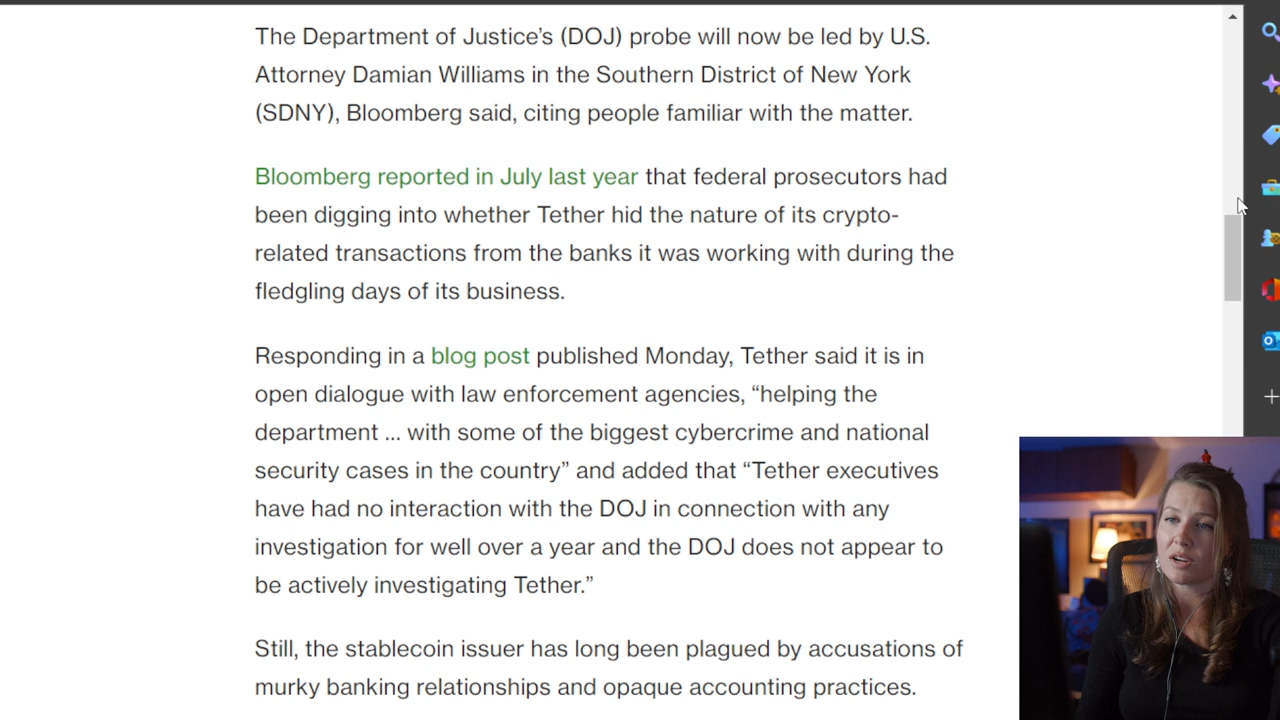 The Department of Justice’s (DOJ) probe will now be led by U.S.
Attorney Damian Williams in the Southern District of New York
(SDNY), Bloomberg said, citing people familiar with the matter.
Bloomberg reported in July last year that federal prosecutors had
been digging into whether Tether hid the nature of its crypto-
related transactions from the banks it was working with during the
fledgling days of its business.
Responding in a blog post published Monday, Tether said it is in
open dialogue with law enforcement agencies, “helping the
department ... with some of the biggest cybercrime and national
security cases in the country” and added that “Tether executives
have had no interaction with the DOJ in connection with any
investigation for well over a year and the DOJ does not appear to
be actively investigating Tether.”
Still, the stablecoin issuer has long been plagued by accusations of
murky banking relationships and opaque accounting practices.